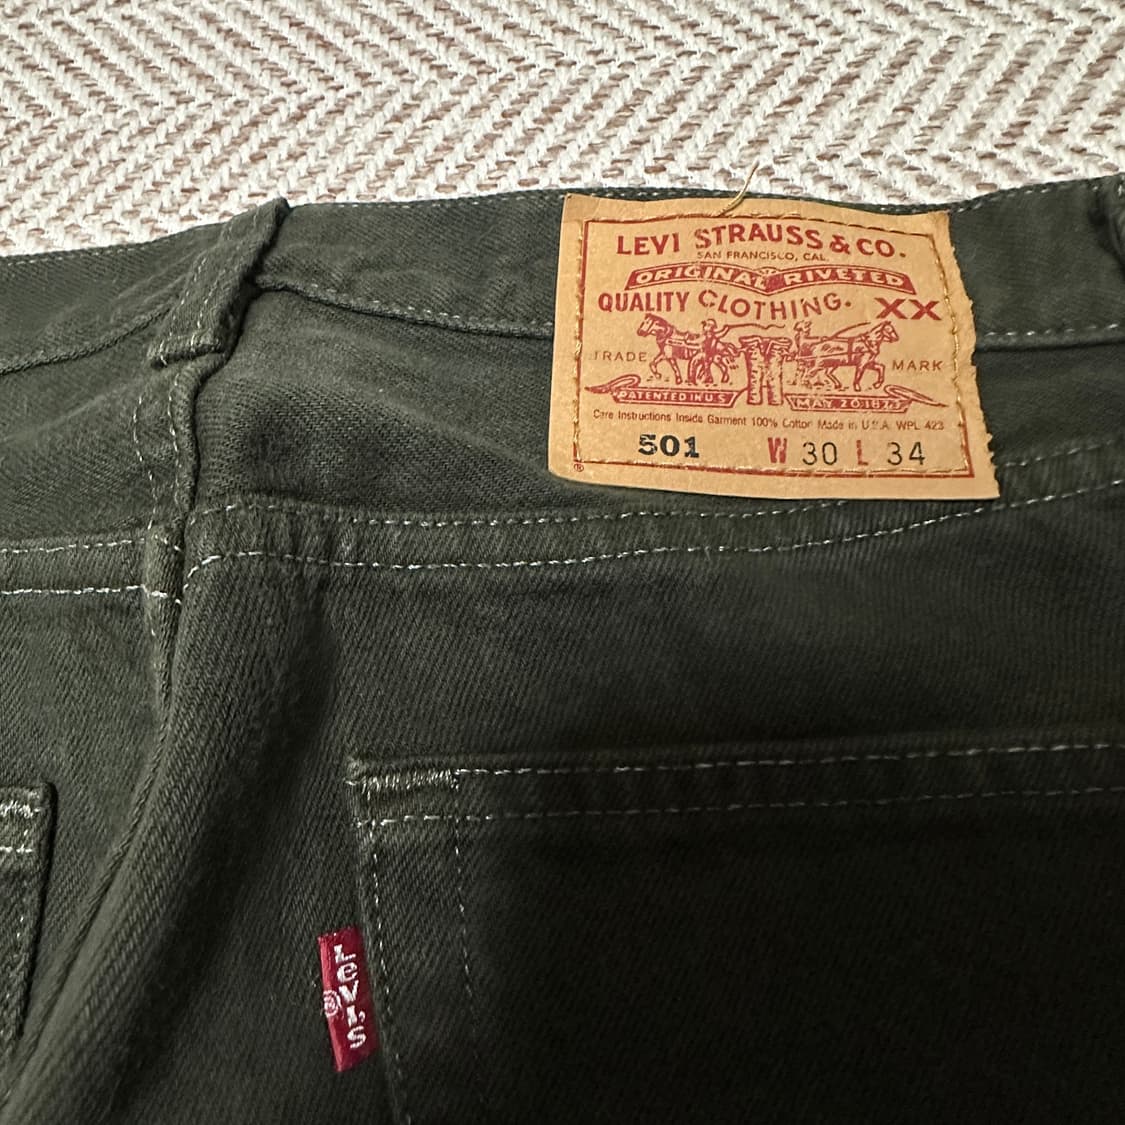 LEVI STRAUSS & CO.
SAN FRANCISCO, CAL.
ORIGINAL RIVETED
QUALITY CLOTHING. XX
TRADE MARK
PATENTED IN U.S. MAY 20 1873
Care Instructions Inside Garment 100% Cotton Made in U.S.A. WPL 423
501 W 30 L 34
®
LEVI'S
®